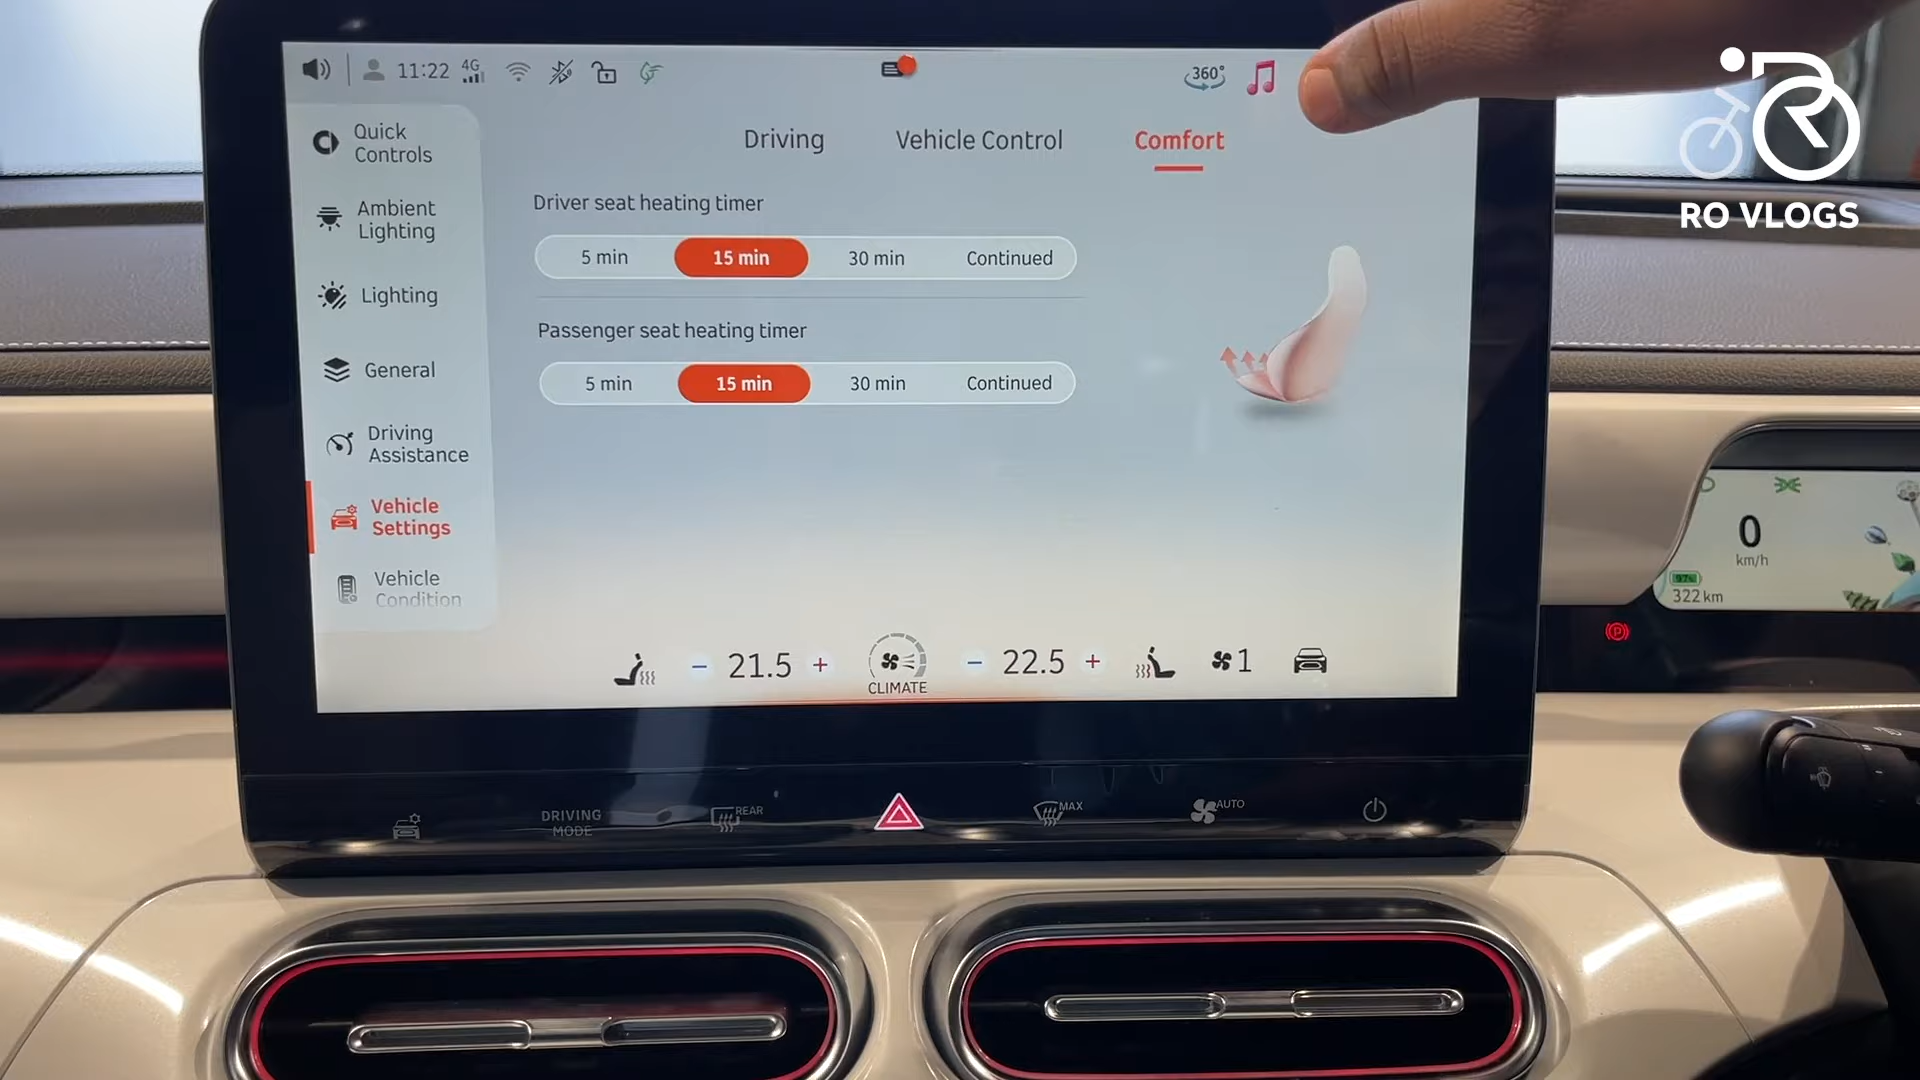 RO VLOGS
11:22 4G
360°
Quick
Controls
Ambient
Lighting
Lighting
General
Driving
Assistance
Vehicle
Settings
Vehicle
Condition
Driving Vehicle Control Comfort
Driver seat heating timer
5 min 15 min 30 min Continued
Passenger seat heating timer
5 min 15 min 30 min Continued
- 21.5 + CLIMATE - 22.5 + 1
DRIVING
MODE
REAR
MAX
AUTO
0
km/h
97%
322 km
P